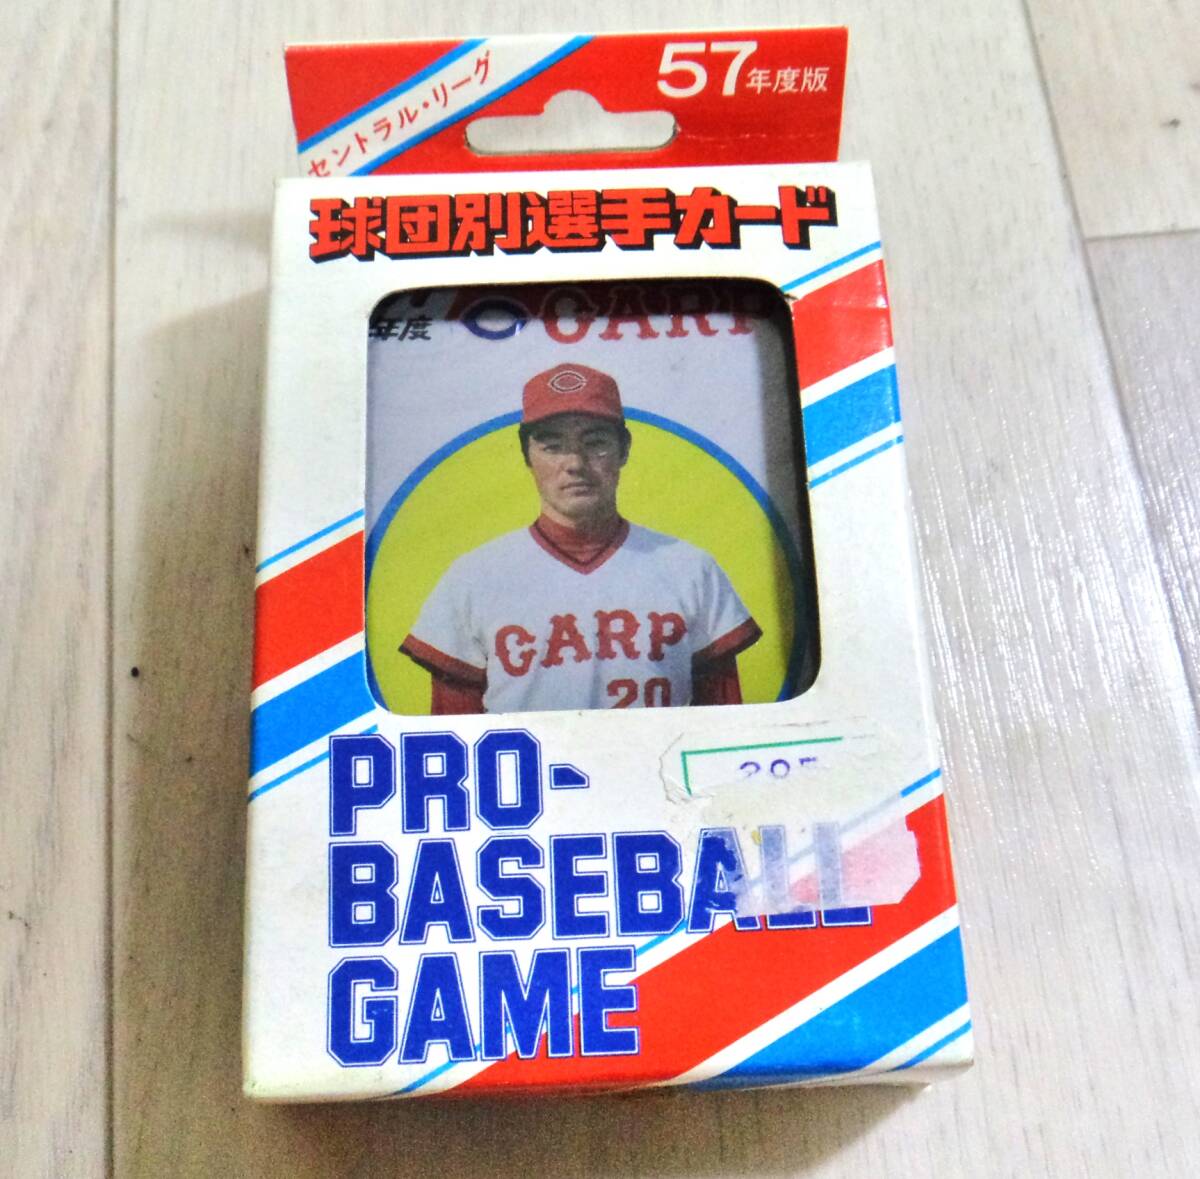 セントラル・リーグ
57年度版
球団別選手カード
年度 C CARP
C
CARP
20
PRO-
BASEBALL
GAME